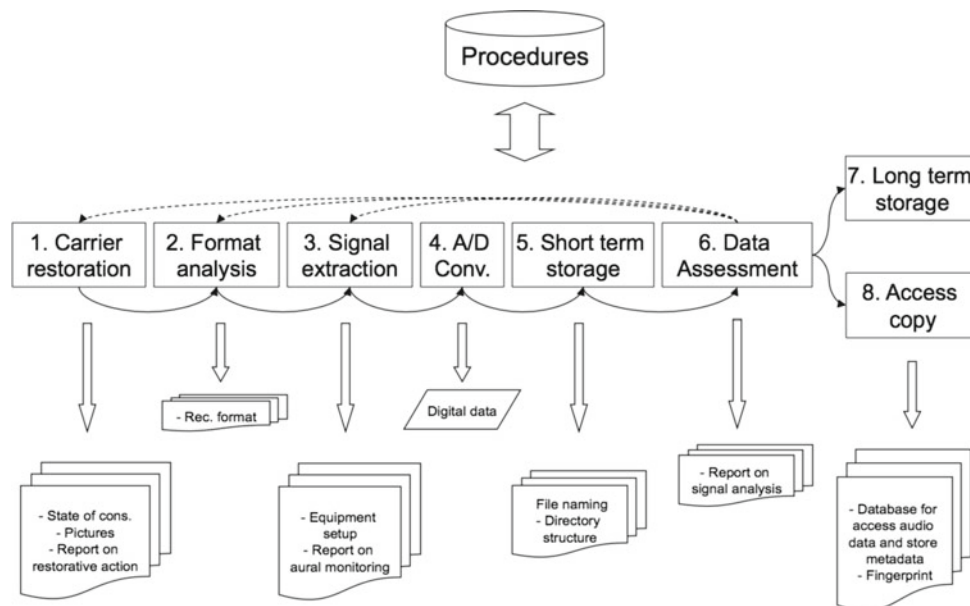 Procedures
1. Carrier
restoration
2. Format
analysis
3. Signal
extraction
4. A/D
Conv.
5. Short term
storage
6. Data
Assessment
7. Long term
storage
8. Access
copy
- Rec. format
Digital data
- State of cons.
- Pictures
- Report on
restorative action
- Equipment
setup
- Report on
aural monitoring
File naming
- Directory
structure
- Report on
signal analysis
- Database for
access audio
data and store
metadata
- Fingerprint